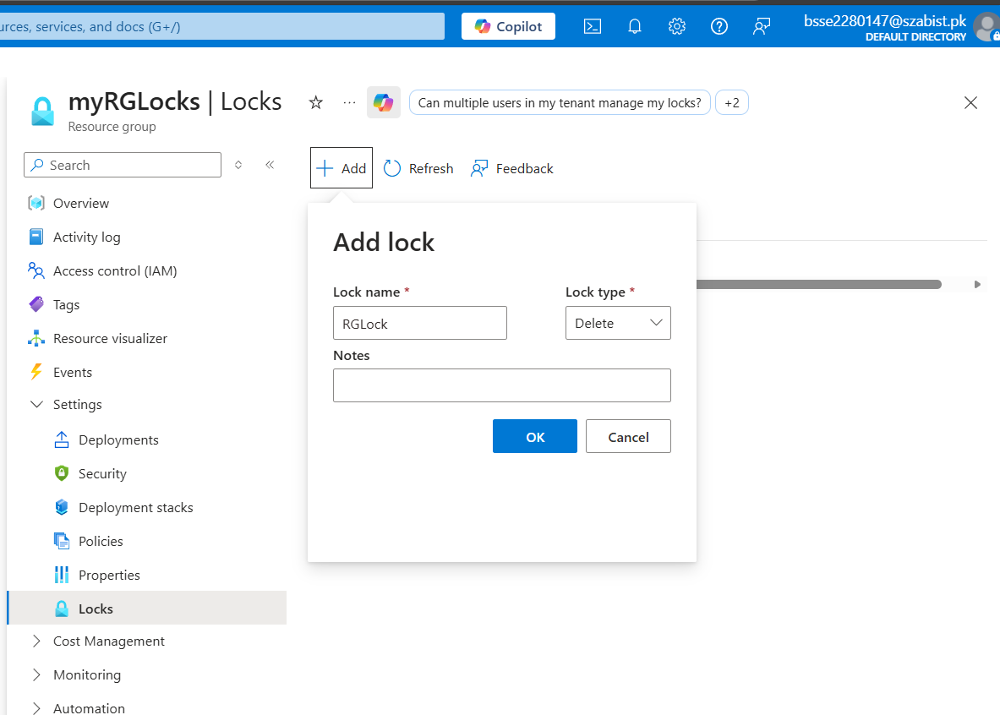 urces, services, and docs (G+/)
Copilot
bsse2280147@szabist.pk
DEFAULT DIRECTORY
myRGLocks | Locks
Resource group
Can multiple users in my tenant manage my locks?
+2
Search
Add
Refresh
Feedback
Overview
Activity log
Access control (IAM)
Tags
Resource visualizer
Events
Settings
Deployments
Security
Deployment stacks
Policies
Properties
Locks
Cost Management
Monitoring
Automation
Add lock
Lock name *
Lock type *
RGLock
Delete
Notes
OK
Cancel